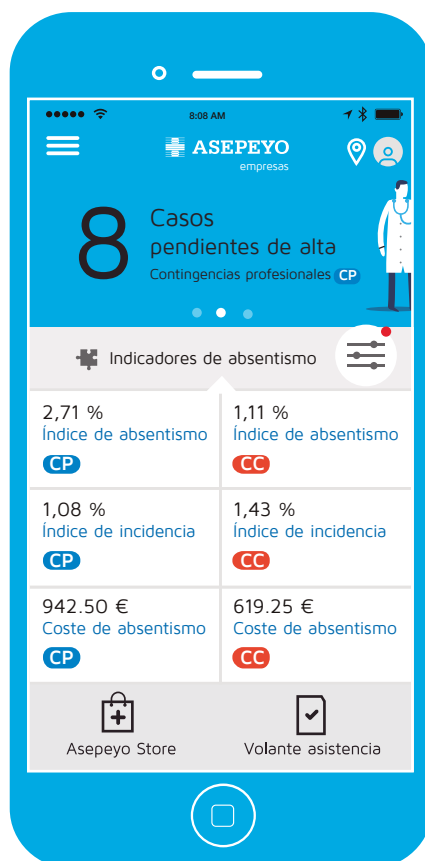 8:08 AM
ASEPEYO
empresas
8
Casos
pendientes de alta
Contingencias profesionales CP
Indicadores de absentismo
2,71 %
Índice de absentismo
CP
1,11 %
Índice de absentismo
CC
1,08 %
Índice de incidencia
CP
1,43 %
Índice de incidencia
CC
942.50 €
Coste de absentismo
CP
619.25 €
Coste de absentismo
CC
Asepeyo Store
Volante asistencia